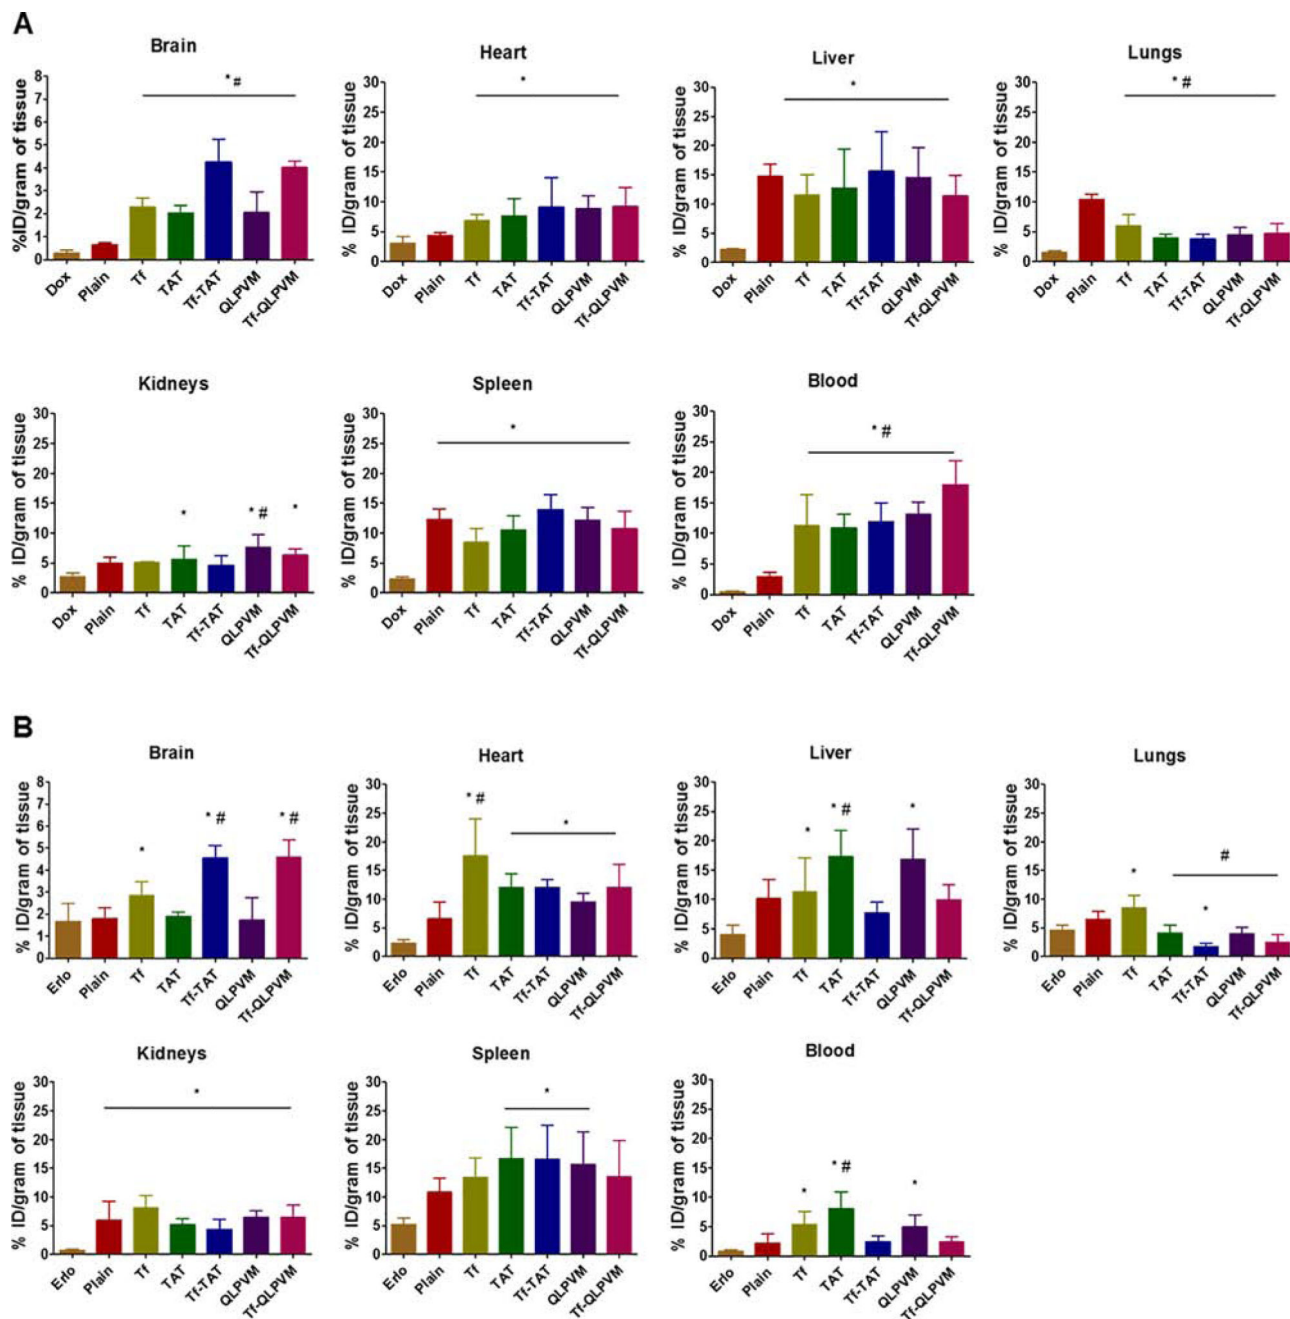 A
Brain
%ID/gram of tissue
8
7
6
5
4
3
2
1
0
* #
Dox
Plain
Tf
TAT
Tf-TAT
QLPVM
Tf-QLPVM
Heart
% ID/gram of tissue
30
25
20
15
10
5
0
*
Dox
Plain
Tf
TAT
Tf-TAT
QLPVM
Tf-QLPVM
Liver
% ID/gram of tissue
30
25
20
15
10
5
0
*
Dox
Plain
Tf
TAT
Tf-TAT
QLPVM
Tf-QLPVM
Lungs
% ID/gram of tissue
30
25
20
15
10
5
0
* #
Dox
Plain
Tf
TAT
Tf-TAT
QLPVM
Tf-QLPVM
Kidneys
% ID/gram of tissue
30
25
20
15
10
5
0
*
* #
*
Dox
Plain
Tf
TAT
Tf-TAT
QLPVM
Tf-QLPVM
Spleen
% ID/gram of tissue
30
25
20
15
10
5
0
*
Dox
Plain
Tf
TAT
Tf-TAT
QLPVM
Tf-QLPVM
Blood
% ID/gram of tissue
30
25
20
15
10
5
0
* #
Dox
Plain
Tf
TAT
Tf-TAT
QLPVM
Tf-QLPVM
B
Brain
% ID/gram of tissue
8
7
6
5
4
3
2
1
0
*
* #
* #
Erlo
Plain
Tf
TAT
Tf-TAT
QLPVM
Tf-QLPVM
Heart
% ID/gram of tissue
30
25
20
15
10
5
0
* #
*
Erlo
Plain
Tf
TAT
Tf-TAT
QLPVM
Tf-QLPVM
Liver
% ID/gram of tissue
30
25
20
15
10
5
0
*
* #
*
Erlo
Plain
Tf
TAT
Tf-TAT
QLPVM
Tf-QLPVM
Lungs
% ID/gram of tissue
30
25
20
15
10
5
0
*
#
*
Erlo
Plain
Tf
TAT
Tf-TAT
QLPVM
Tf-QLPVM
Kidneys
% ID/gram of tissue
30
25
20
15
10
5
0
*
Erlo
Plain
Tf
TAT
Tf-TAT
QLPVM
Tf-QLPVM
Spleen
% ID/gram of tissue
30
25
20
15
10
5
0
*
Erlo
Plain
Tf
TAT
Tf-TAT
QLPVM
Tf-QLPVM
Blood
% ID/gram of tissue
30
25
20
15
10
5
0
*
* #
*
Erlo
Plain
Tf
TAT
Tf-TAT
QLPVM
Tf-QLPVM